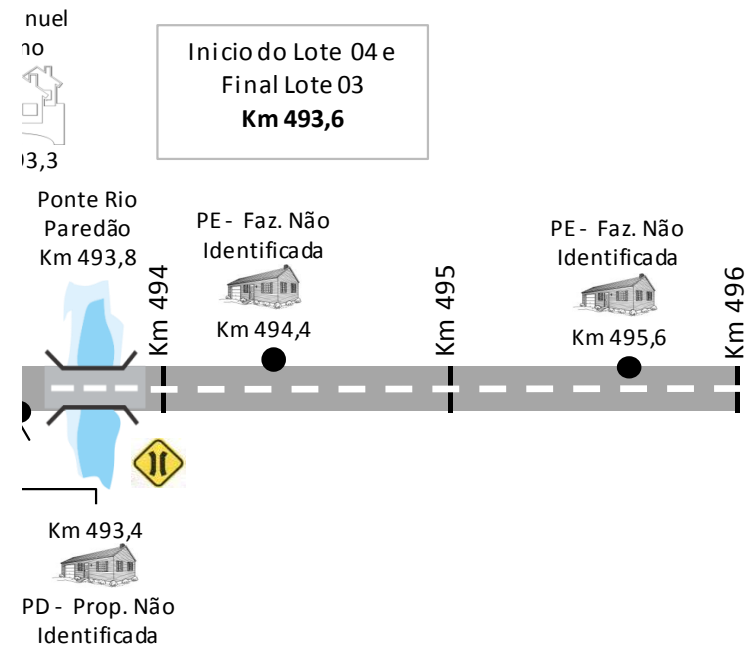 nuel
no
93,3
Inicio do Lote 04 e
Final Lote 03
Km 493,6
Ponte Rio
Paredão
Km 493,8
Km 494
PE - Faz. Não
Identificada
Km 494,4
Km 495
PE - Faz. Não
Identificada
Km 495,6
Km 496
Km 493,4
PD - Prop. Não
Identificada